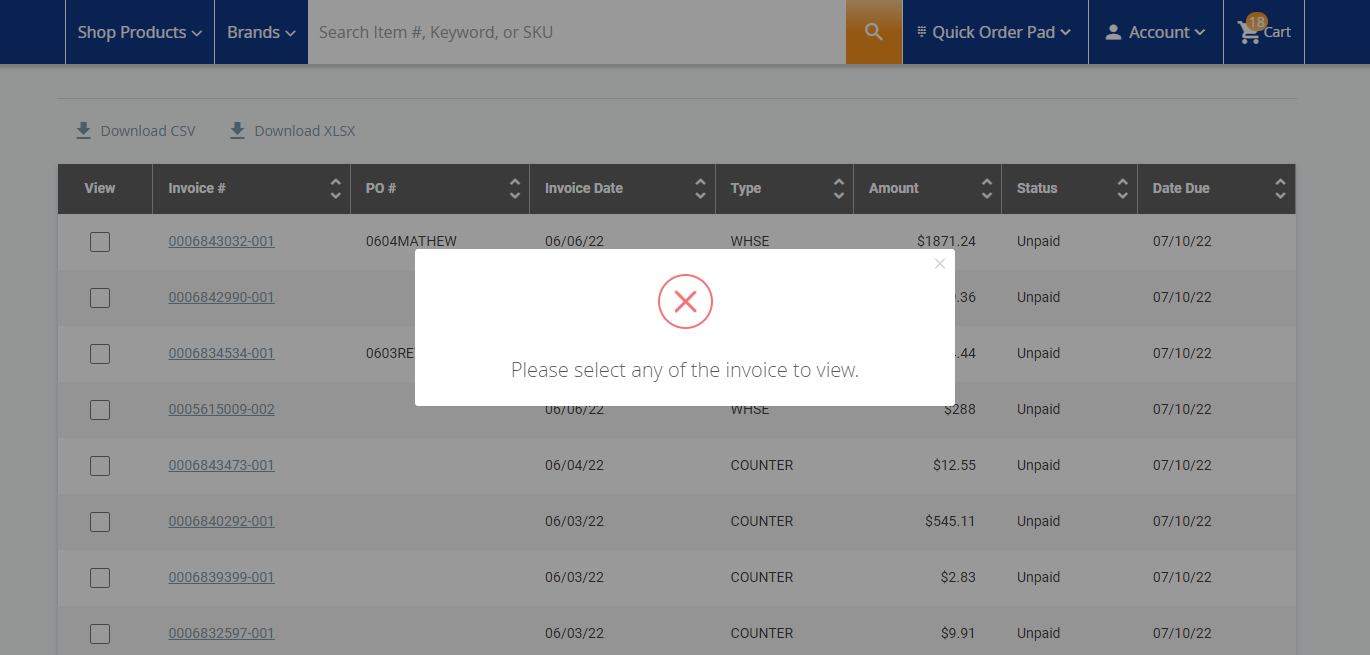 Shop Products Brands Search Item #, Keyword, or SKU Quick Order Pad Account 18 Cart
Download CSV Download XLSX
View Invoice # PO # Invoice Date Type Amount Status Date Due
0006843032-001 0604MATHEW 06/06/22 WHSE $1871.24 Unpaid 07/10/22
0006842990-001 .36 Unpaid 07/10/22
0006834534-001 0603RE .44 Unpaid 07/10/22
Please select any of the invoice to view.
0005615009-002 06/06/22 WHSE $288 Unpaid 07/10/22
0006843473-001 06/04/22 COUNTER $12.55 Unpaid 07/10/22
0006840292-001 06/03/22 COUNTER $545.11 Unpaid 07/10/22
0006839399-001 06/03/22 COUNTER $2.83 Unpaid 07/10/22
0006832597-001 06/03/22 COUNTER $9.91 Unpaid 07/10/22